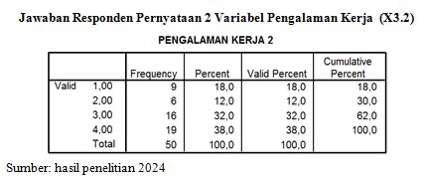 Jawaban Responden Pernyataan 2 Variabel Pengalaman Kerja (X3.2)
PENGALAMAN KERJA 2
Frequency Percent Valid Percent Cumulative Percent
Valid 1,00 9 18,0 18,0 18,0
2,00 6 12,0 12,0 30,0
3,00 16 32,0 32,0 62,0
4,00 19 38,0 38,0 100,0
Total 50 100,0 100,0
Sumber: hasil penelitian 2024